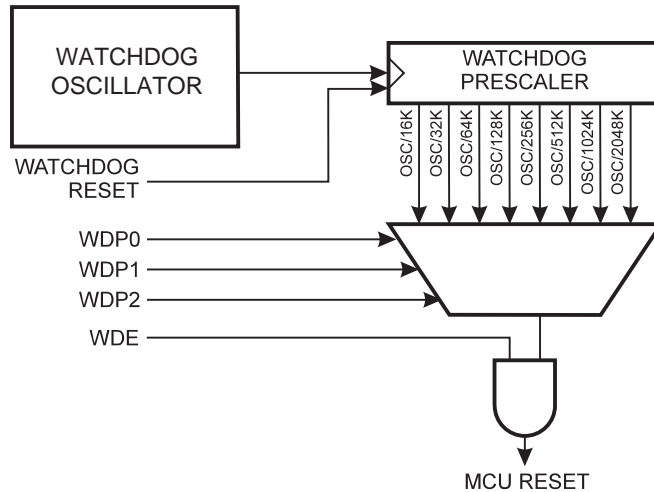 WATCHDOG
OSCILLATOR
WATCHDOG
PRESCALER
WATCHDOG
RESET
OSC/16K
OSC/32K
OSC/64K
OSC/128K
OSC/256K
OSC/512K
OSC/1024K
OSC/2048K
WDP0
WDP1
WDP2
WDE
MCU RESET